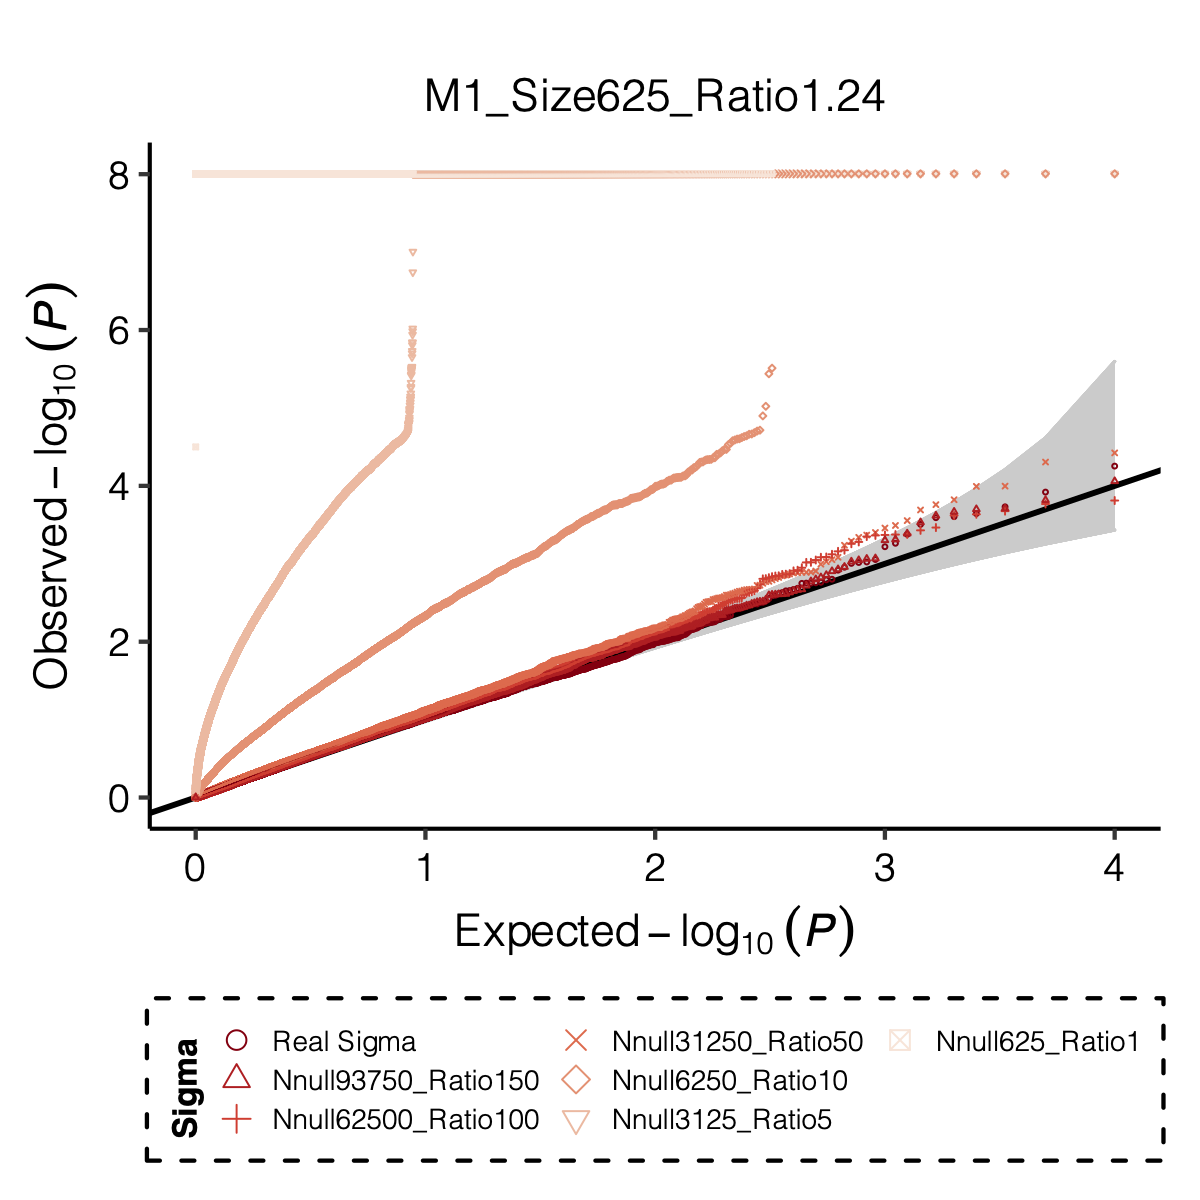 M1_Size625_Ratio1.24
Observed − log10 (P)
8
6
4
2
0
0 1 2 3 4
Expected − log10 (P)
Sigma
Real Sigma
Nnull93750_Ratio150
Nnull62500_Ratio100
Nnull31250_Ratio50
Nnull6250_Ratio10
Nnull3125_Ratio5
Nnull625_Ratio1